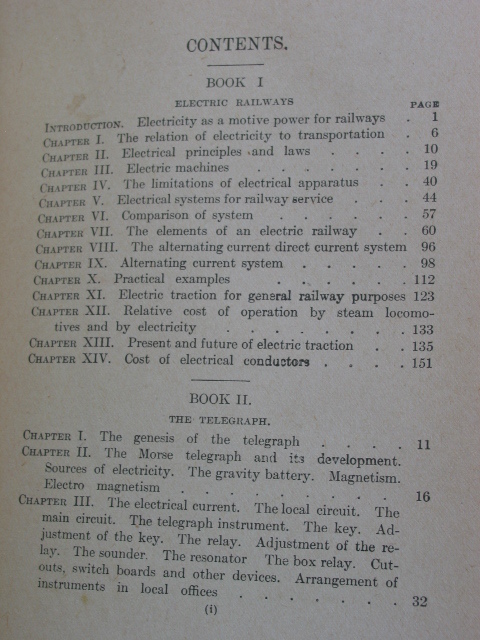 CONTENTS.
BOOK I
ELECTRIC RAILWAYS
PAGE
INTRODUCTION. Electricity as a motive power for railways . 1
CHAPTER I. The relation of electricity to transportation . 6
CHAPTER II. Electrical principles and laws . . . . 10
CHAPTER III. Electric machines . . . . . . 19
CHAPTER IV. The limitations of electrical apparatus . . 40
CHAPTER V. Electrical systems for railway service . . . 44
CHAPTER VI. Comparison of system . . . . . . 57
CHAPTER VII. The elements of an electric railway . . 60
CHAPTER VIII. The alternating current direct current system 96
CHAPTER IX. Alternating current system . . . . . 98
CHAPTER X. Practical examples . . . . . . 112
CHAPTER XI. Electric traction for general railway purposes 123
CHAPTER XII. Relative cost of operation by steam locomo-
tives and by electricity . . . . . . . 133
CHAPTER XIII. Present and future of electric traction . . 135
CHAPTER XIV. Cost of electrical conductors . . . . 151
BOOK II.
THE TELEGRAPH.
CHAPTER I. The genesis of the telegraph . . . . 11
CHAPTER II. The Morse telegraph and its development.
Sources of electricity. The gravity battery. Magnetism.
Electro magnetism . . . . . . . . . 16
CHAPTER III. The electrical current. The local circuit. The
main circuit. The telegraph instrument. The key. Ad-
justment of the key. The relay. Adjustment of the re-
lay. The sounder. The resonator The box relay. Cut-
outs, switch boards and other devices. Arrangement of
instruments in local offices . . . . . . 32
(i)